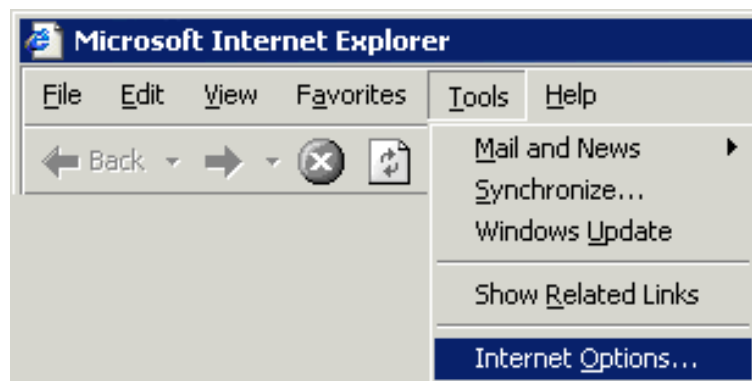 Microsoft Internet Explorer
File Edit View Favorites Tools Help
Back
Mail and News
Synchronize...
Windows Update
Show Related Links
Internet Options...